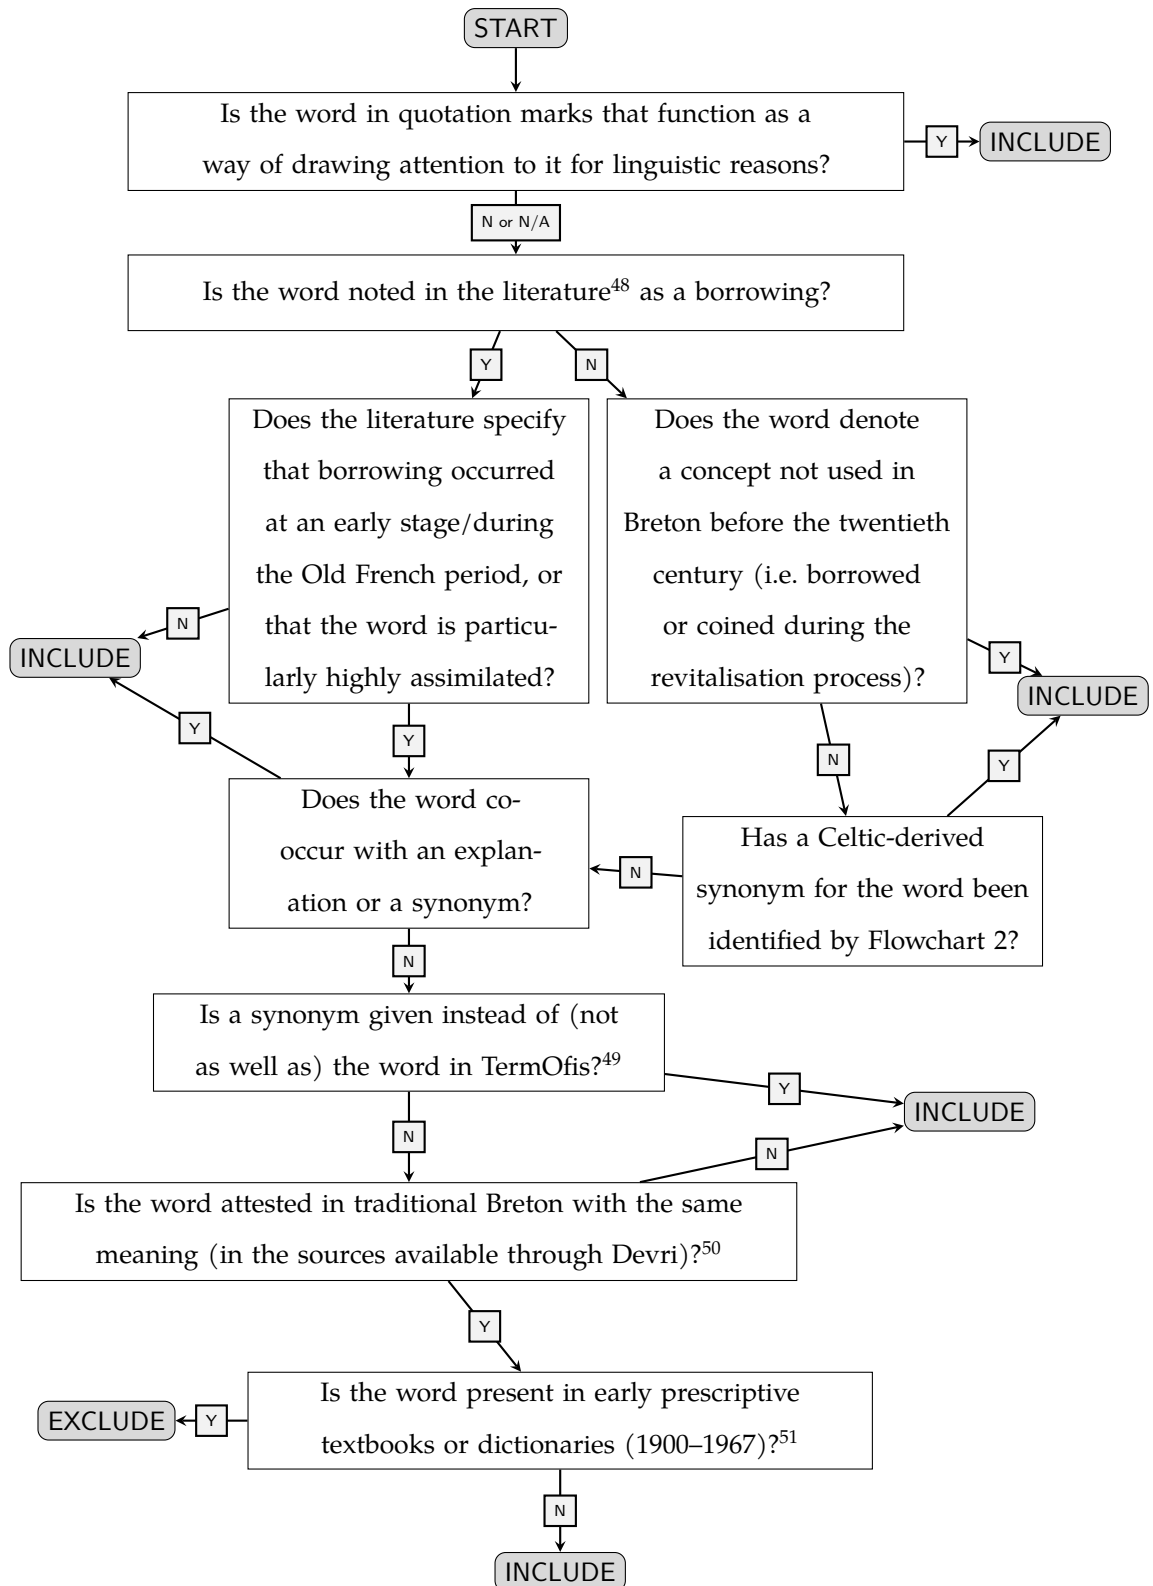 START
Is the word in quotation marks that function as a
way of drawing attention to it for linguistic reasons?
Y
INCLUDE
N or N/A
Is the word noted in the literature48 as a borrowing?
Y
N
Does the literature specify
that borrowing occurred
at an early stage/during
the Old French period, or
that the word is particu-
larly highly assimilated?
Does the word denote
a concept not used in
Breton before the twentieth
century (i.e. borrowed
or coined during the
revitalisation process)?
N
INCLUDE
Y
INCLUDE
Y
Y
N
Y
Does the word co-
occur with an explan-
ation or a synonym?
N
Has a Celtic-derived
synonym for the word been
identified by Flowchart 2?
N
Is a synonym given instead of (not
as well as) the word in TermOfis?49
Y
INCLUDE
N
N
Is the word attested in traditional Breton with the same
meaning (in the sources available through Devri)?50
Y
Is the word present in early prescriptive
textbooks or dictionaries (1900–1967)?51
Y
EXCLUDE
N
INCLUDE